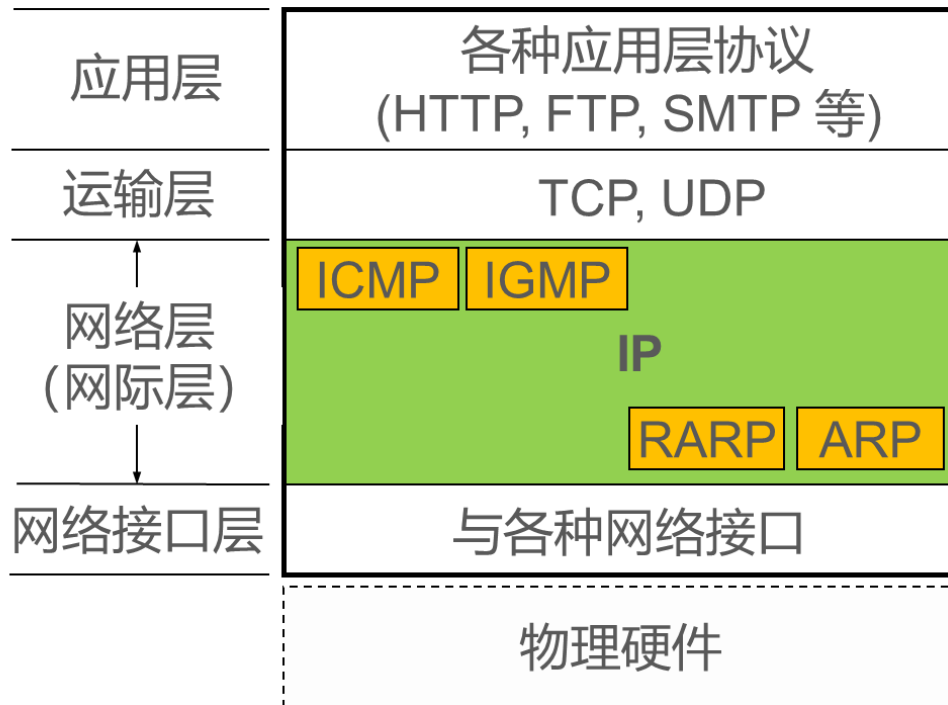 应用层
各种应用层协议
(HTTP, FTP, SMTP 等)
运输层
TCP, UDP
网络层
(网际层)
ICMP
IGMP
IP
RARP
ARP
网络接口层
与各种网络接口
物理硬件